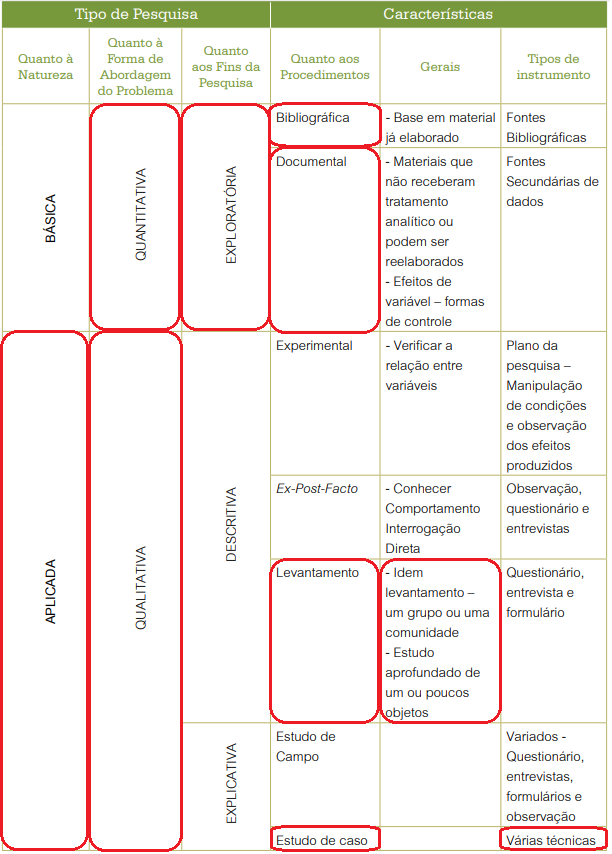 Tipo de Pesquisa
Características
Quanto à
Natureza
Quanto à
Forma de
Abordagem
do Problema
Quanto
aos Fins da
Pesquisa
Quanto aos
Procedimentos
Gerais
Tipos de
instrumento
BÁSICA
QUANTITATIVA
EXPLORATÓRIA
Bibliográfica
- Base em material
já elaborado
Fontes
Bibliográficas
Documental
- Materiais que
não receberam
tratamento
analítico ou
podem ser
reelaborados
- Efeitos de
variável – formas
de controle
Fontes
Secundárias de
dados
APLICADA
QUALITATIVA
DESCRITIVA
Experimental
- Verificar a
relação entre
variáveis
Plano da
pesquisa –
Manipulação
de condições
e observação
dos efeitos
produzidos
Ex-Post-Facto
- Conhecer
Comportamento
Interrogação
Direta
Observação,
questionário e
entrevistas
Levantamento
- Idem
levantamento –
um grupo ou uma
comunidade
- Estudo
aprofundado de
um ou poucos
objetos
Questionário,
entrevista e
formulário
EXPLICATIVA
Estudo de
Campo
Variados -
Questionário,
entrevistas,
formulários e
observação
Estudo de caso
Várias técnicas